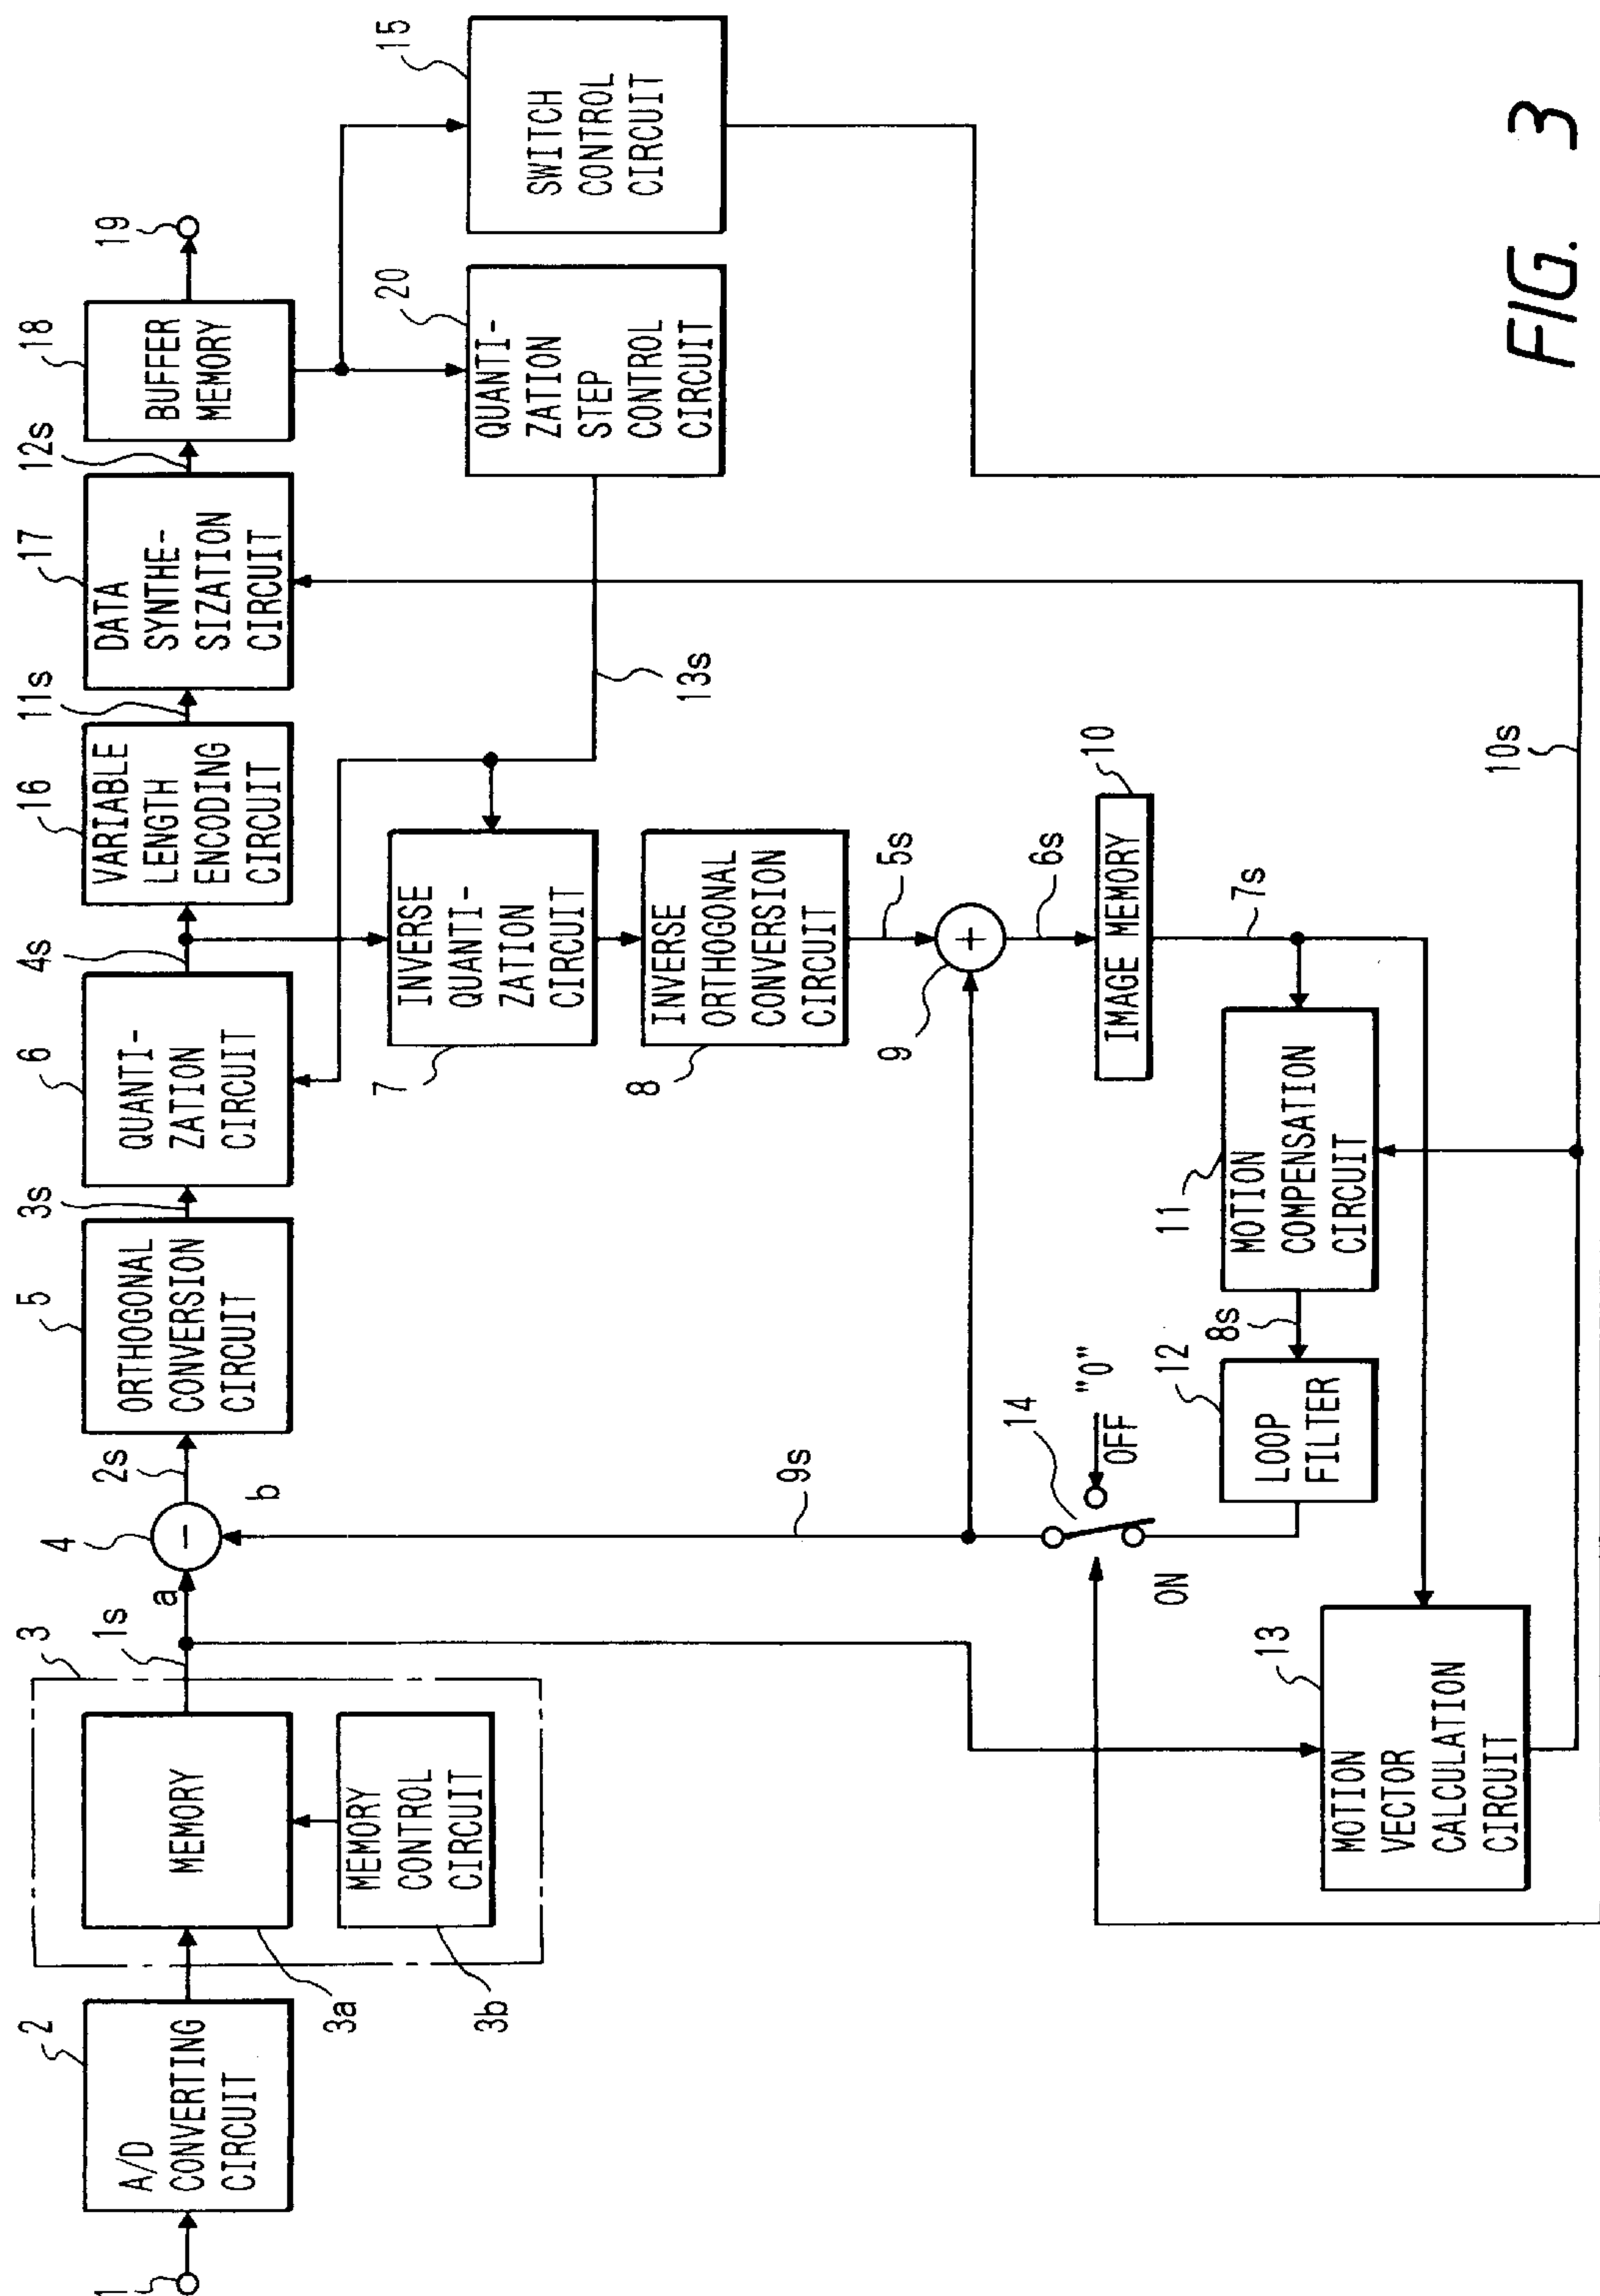 1
2
A/D
CONVERTING
CIRCUIT
3
MEMORY
3a
MEMORY
CONTROL
CIRCUIT
3b
1s
a
4
-
b
2s
5
ORTHOGONAL
CONVERSION
CIRCUIT
3s
6
QUANTI-
ZATION
CIRCUIT
4s
16
VARIABLE
LENGTH
ENCODING
CIRCUIT
11s
17
DATA
SYNTHE-
SIZATION
CIRCUIT
12s
18
BUFFER
MEMORY
19
15
SWITCH
CONTROL
CIRCUIT
20
QUANTI-
ZATION
STEP
CONTROL
CIRCUIT
13s
7
INVERSE
QUANTI-
ZATION
CIRCUIT
8
INVERSE
ORTHOGONAL
CONVERSION
CIRCUIT
5s
9
+
6s
10
IMAGE MEMORY
7s
11
MOTION
COMPENSATION
CIRCUIT
8s
12
LOOP
FILTER
9s
14
"0"
OFF
ON
13
MOTION
VECTOR
CALCULATION
CIRCUIT
10s
FIG. 3